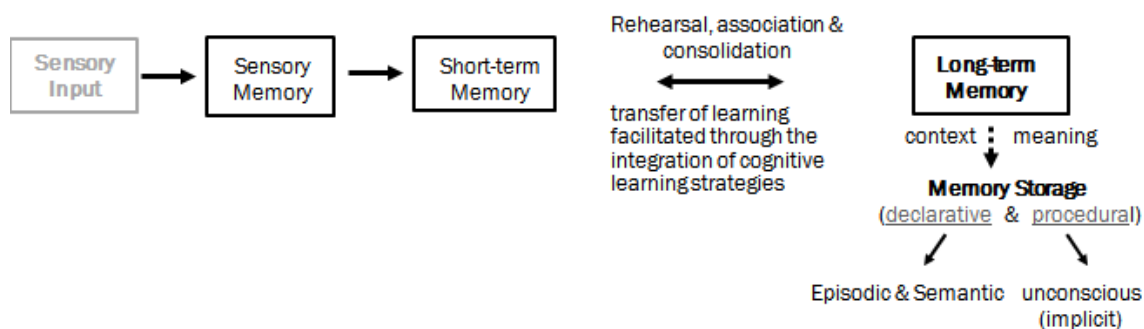 Sensory
Input
Sensory
Memory
Short-term
Memory
Rehearsal, association &
consolidation
transfer of learning
facilitated through the
integration of cognitive
learning strategies
Long-term
Memory
context meaning
Memory Storage
(declarative & procedural)
Episodic & Semantic
unconscious
(implicit)